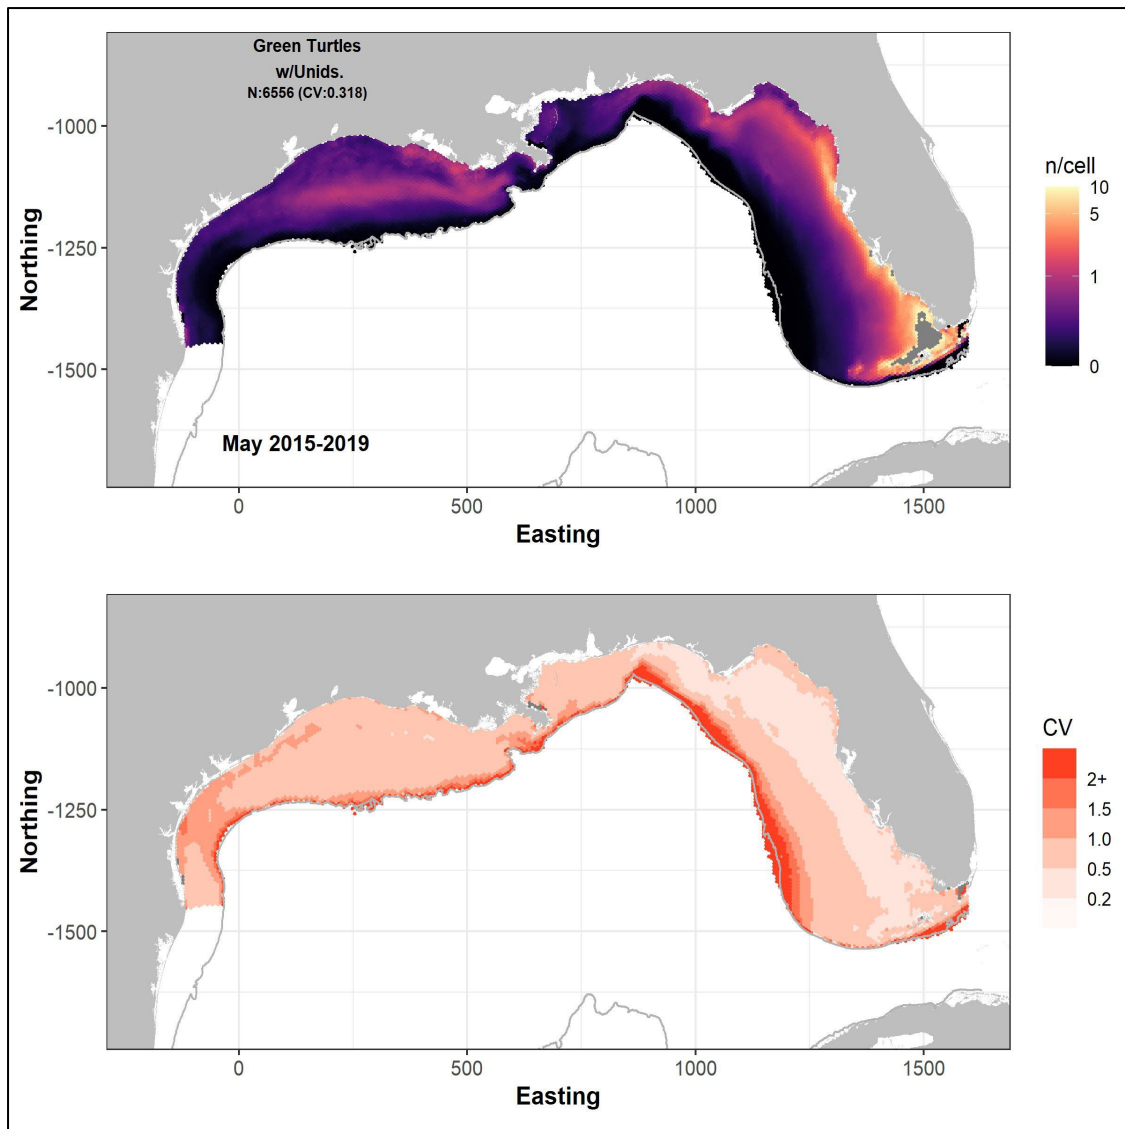 Green Turtles
w/Unids.
N:6556 (CV:0.318)
-1000
-1250
-1500
Northing
May 2015-2019
0
500
1000
1500
Easting
n/cell
10
5
1
0
-1000
-1250
-1500
Northing
0
500
1000
1500
Easting
CV
2+
1.5
1.0
0.5
0.2